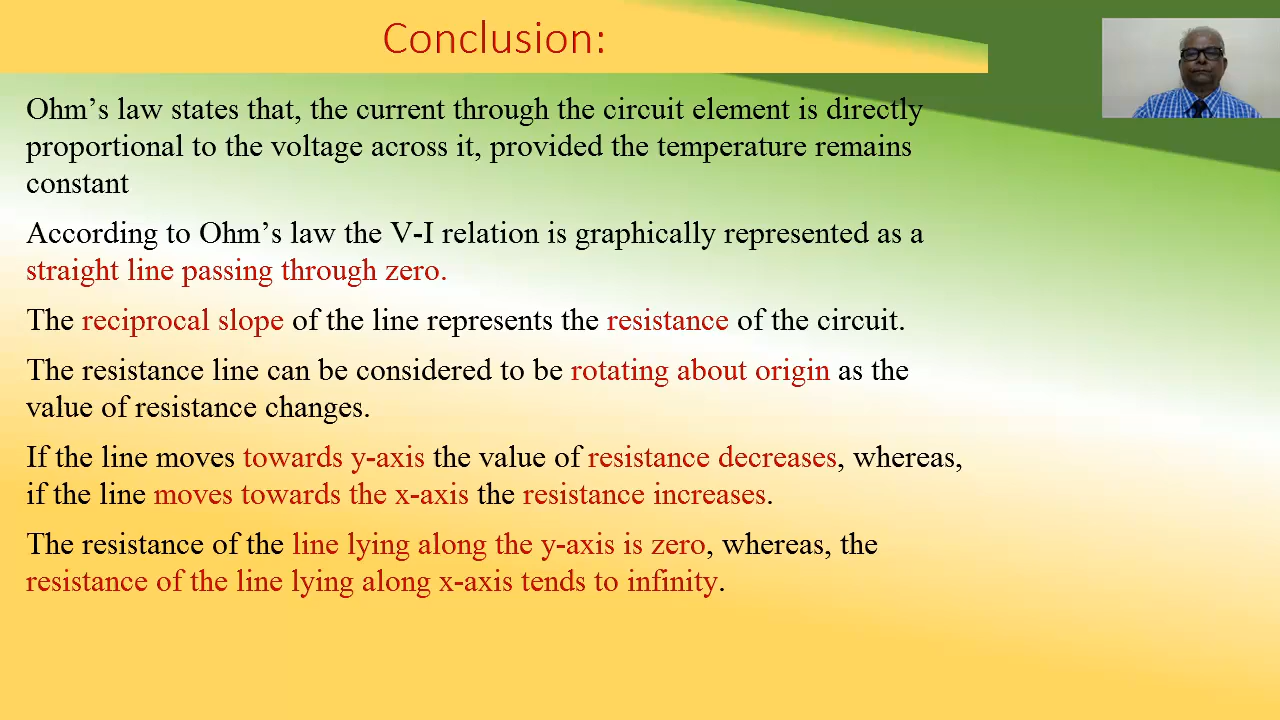 Conclusion:
Ohm’s law states that, the current through the circuit element is directly
proportional to the voltage across it, provided the temperature remains
constant
According to Ohm’s law the V-I relation is graphically represented as a
straight line passing through zero.
The reciprocal slope of the line represents the resistance of the circuit.
The resistance line can be considered to be rotating about origin as the
value of resistance changes.
If the line moves towards y-axis the value of resistance decreases, whereas,
if the line moves towards the x-axis the resistance increases.
The resistance of the line lying along the y-axis is zero, whereas, the
resistance of the line lying along x-axis tends to infinity.